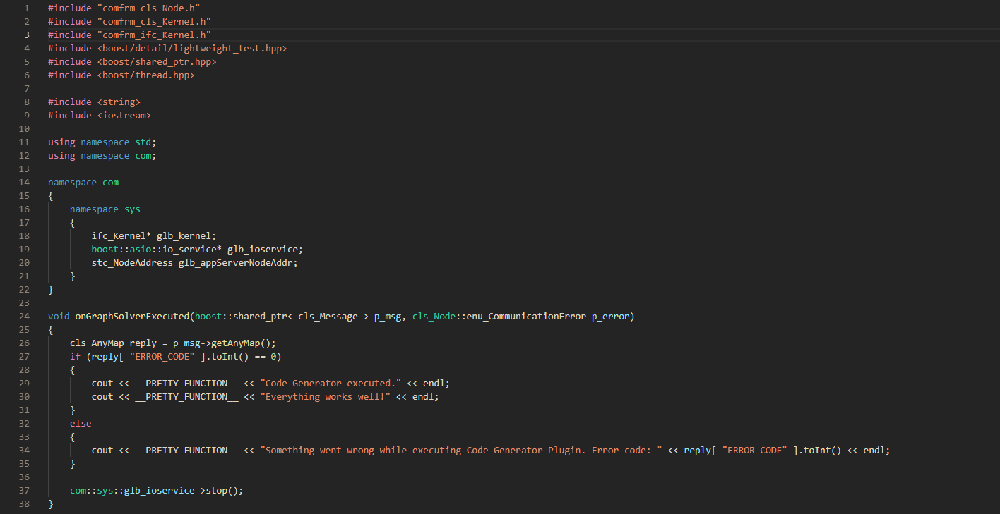 1 #include "comfrm_cls_Node.h"
2 #include "comfrm_cls_Kernel.h"
3 #include "comfrm_ifc_Kernel.h"
4 #include <boost/detail/lightweight_test.hpp>
5 #include <boost/shared_ptr.hpp>
6 #include <boost/thread.hpp>
7
8 #include <string>
9 #include <iostream>
10
11 using namespace std;
12 using namespace com;
13
14 namespace com
15 {
16     namespace sys
17     {
18         ifc_Kernel* glb_kernel;
19         boost::asio::io_service* glb_ioservice;
20         stc_NodeAddress glb_appServerNodeAddr;
21     }
22 }
23
24 void onGraphSolverExecuted(boost::shared_ptr< cls_Message > p_msg, cls_Node::enu_CommunicationError p_error)
25 {
26     cls_AnyMap reply = p_msg->getAnyMap();
27     if (reply[ "ERROR_CODE" ].toInt() == 0)
28     {
29         cout << __PRETTY_FUNCTION__ << "Code Generator executed." << endl;
30         cout << __PRETTY_FUNCTION__ << "Everything works well!" << endl;
31     }
32     else
33     {
34         cout << __PRETTY_FUNCTION__ << "Something went wrong while executing Code Generator Plugin. Error code: " << reply[ "ERROR_CODE" ].toInt() << endl;
35     }
36
37     com::sys::glb_ioservice->stop();
38 }